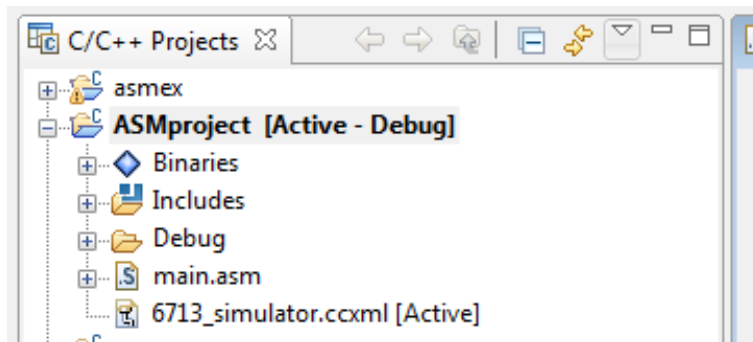 C/C++ Projects
asmex
ASMproject [Active - Debug]
Binaries
Includes
Debug
main.asm
6713_simulator.ccxml [Active]